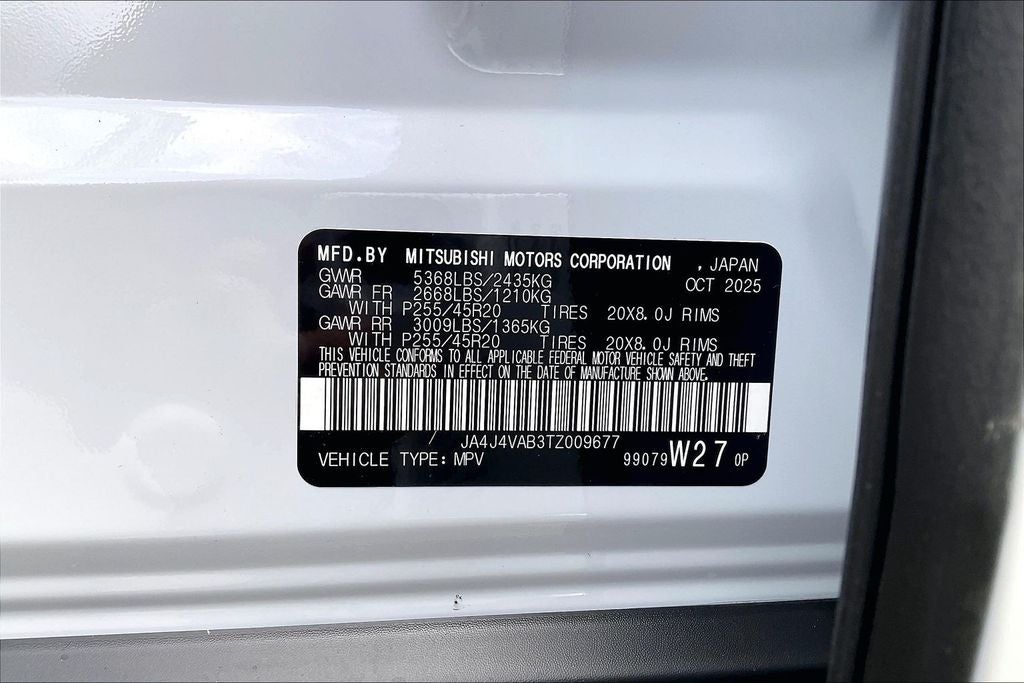 MFD.BY MITSUBISHI MOTORS CORPORATION , JAPAN
GWWR 5368LBS/2435KG OCT 2025
GAWR FR 2668LBS/1210KG
WITH P255/45R20 TIRES 20X8.0J RIMS
GAWR RR 3009LBS/1365KG
WITH P255/45R20 TIRES 20X8.0J RIMS
THIS VEHICLE CONFORMS TO ALL APPLICABLE FEDERAL MOTOR VEHICLE SAFETY AND THEFT
PREVENTION STANDARDS IN EFFECT ON THE DATE OF MANUFACTURE SHOWN ABOVE.
/ JA4J4VAB3TZ009677
VEHICLE TYPE: MPV 99079 W27 0P